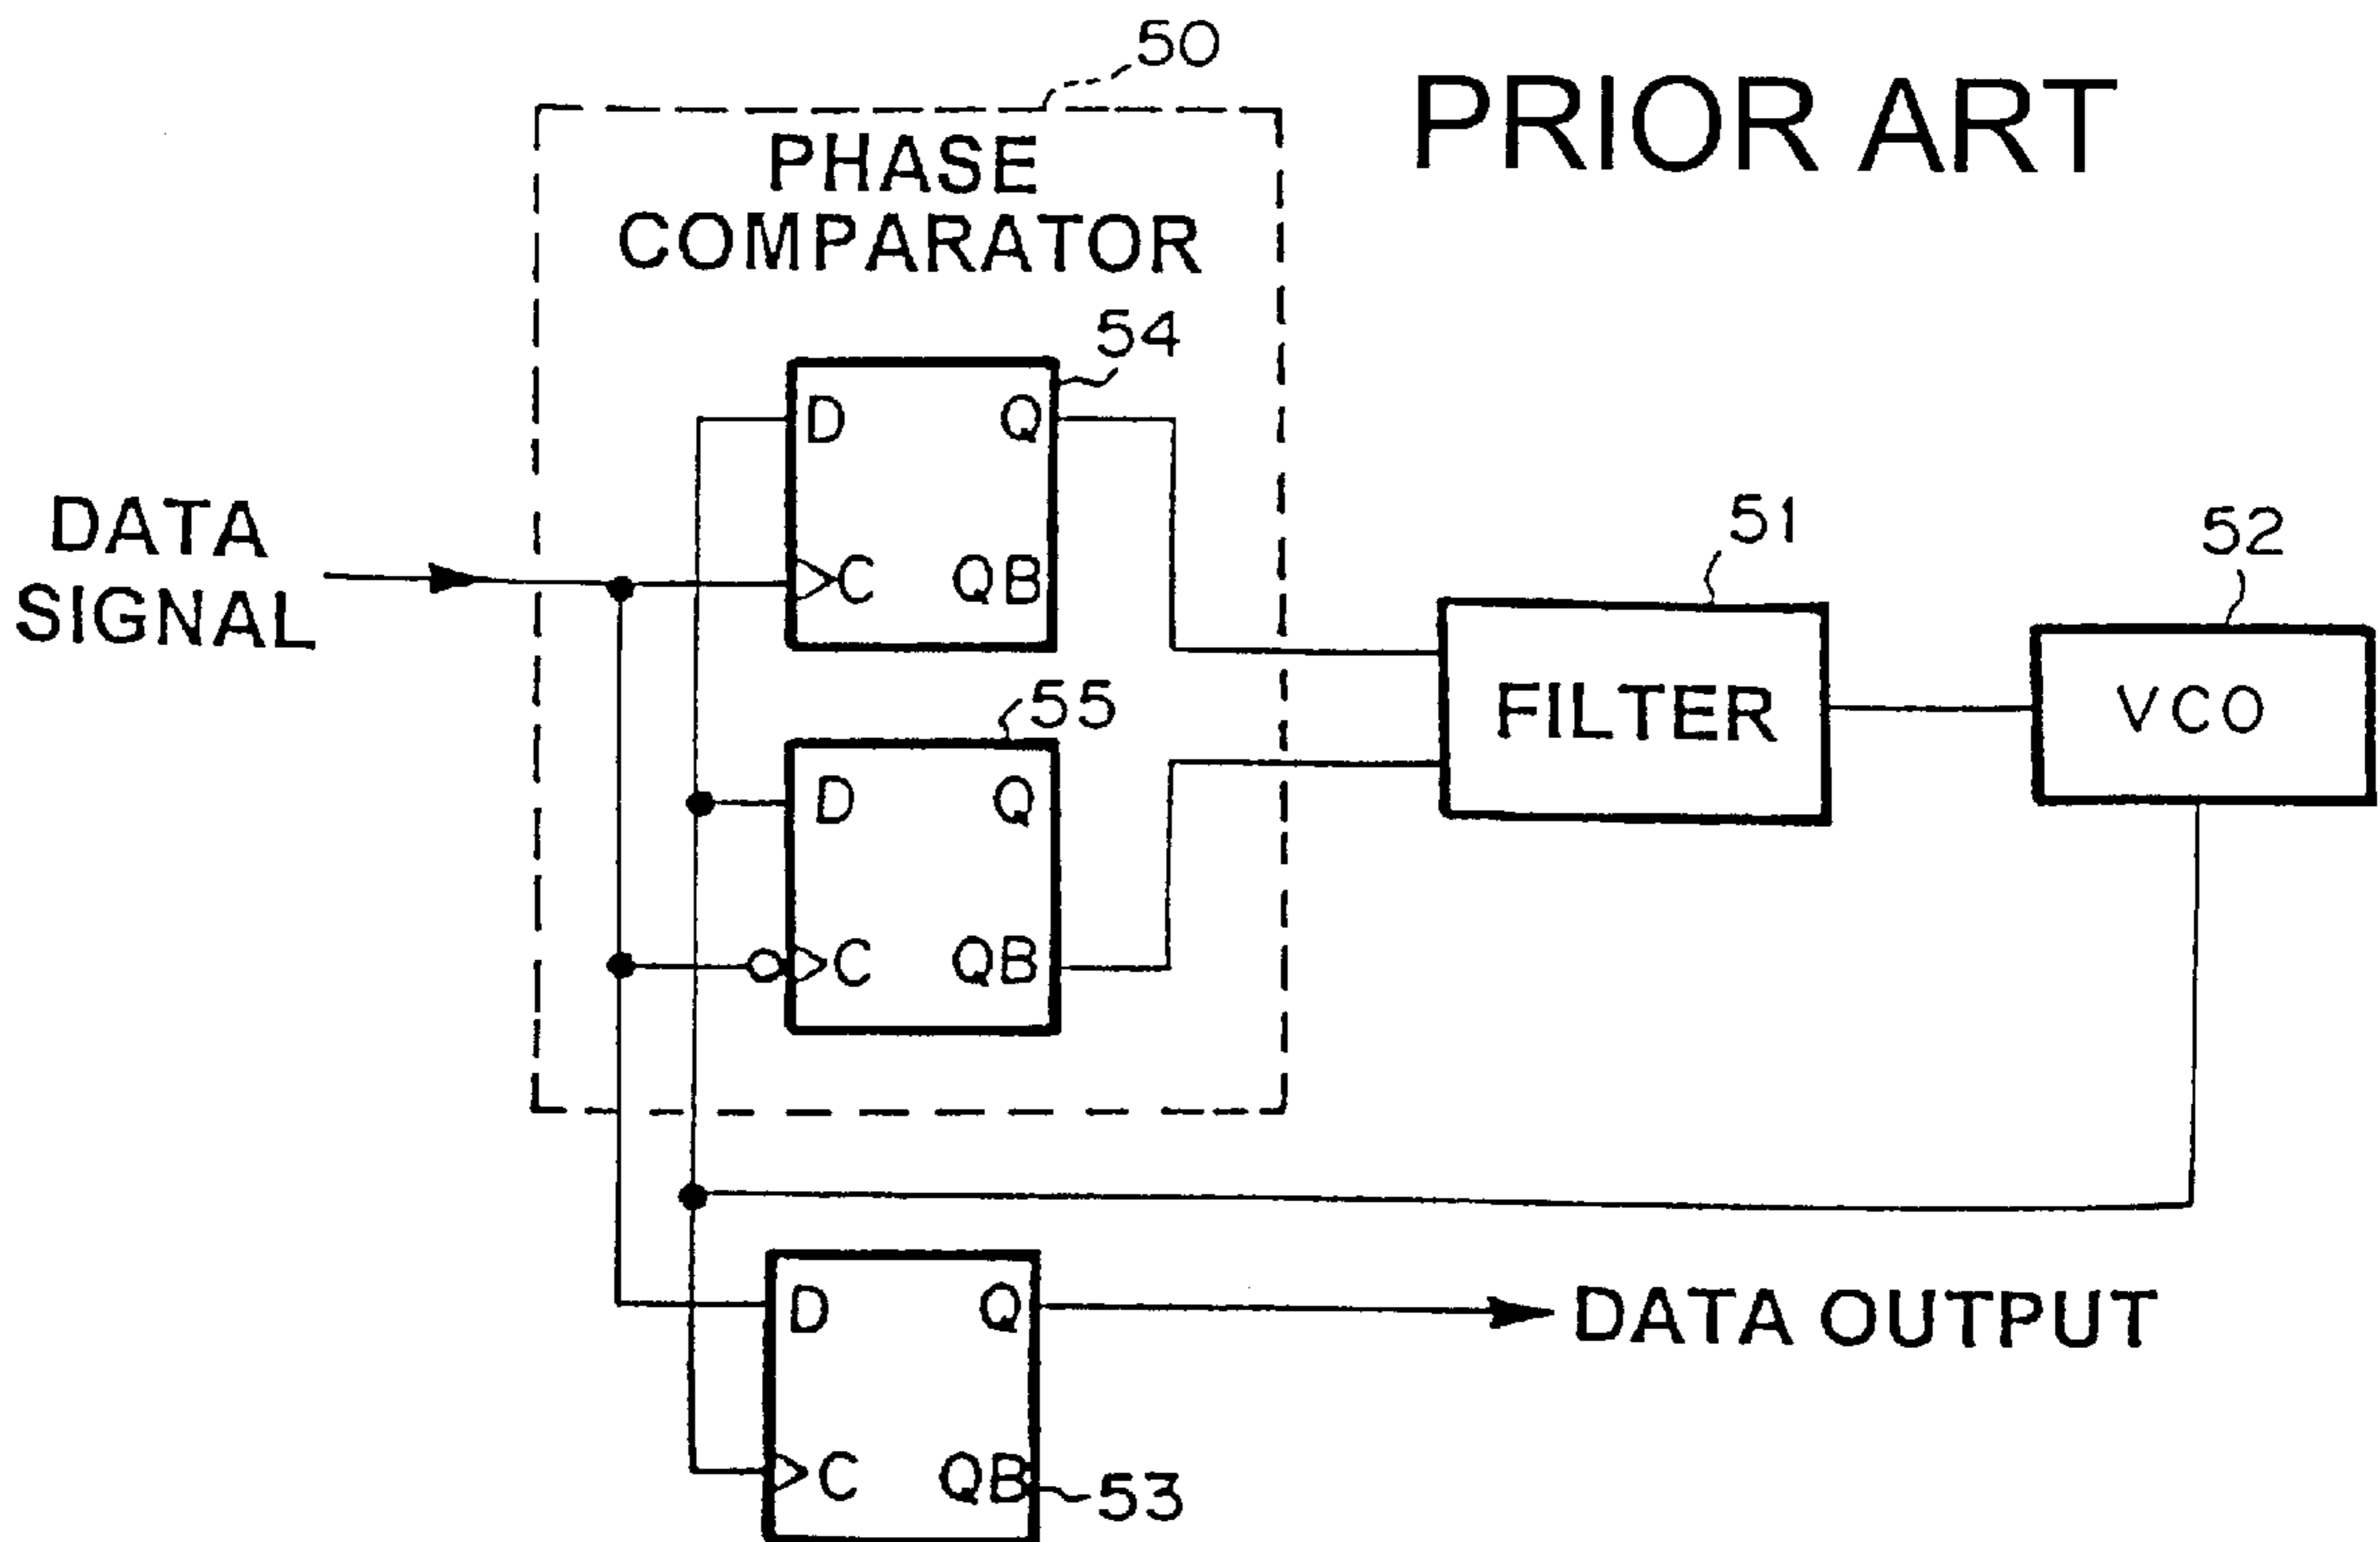 50
PRIOR ART
PHASE
COMPARATOR
54
D Q
C QB
DATA
SIGNAL
51
52
FILTER
VCO
55
D Q
C QB
D Q
DATA OUTPUT
C QB
53